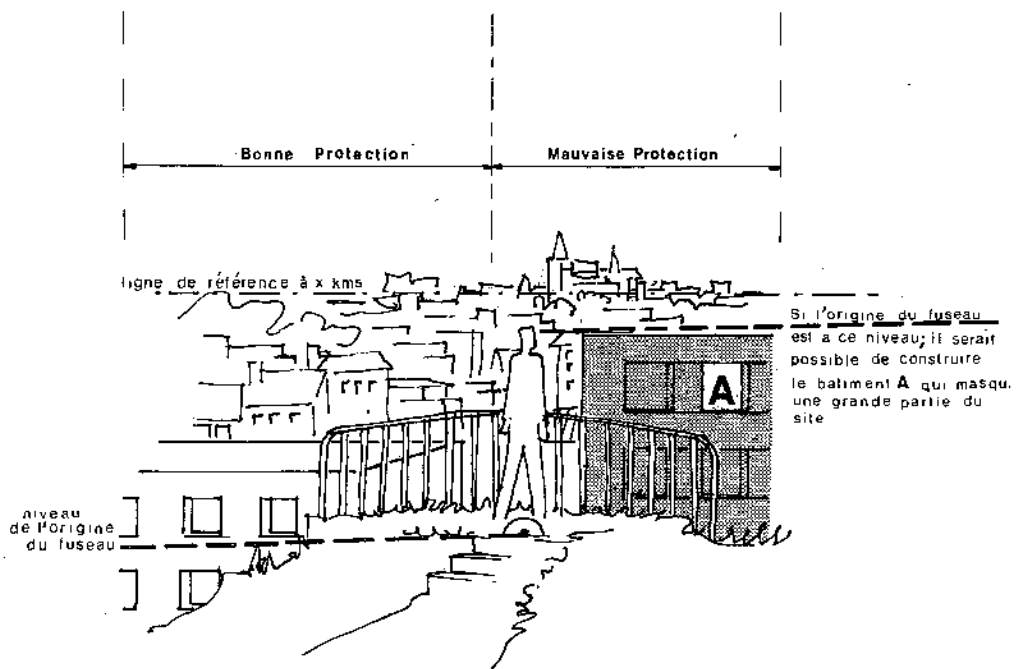 Bonne Protection
Mauvaise Protection
ligne de référence à x kms
Si l'origine du fuseau
est a ce niveau; il serait
possible de construire
le batiment A qui masqu.
une grande partie du
site
A
niveau
de l'origine
du fuseau